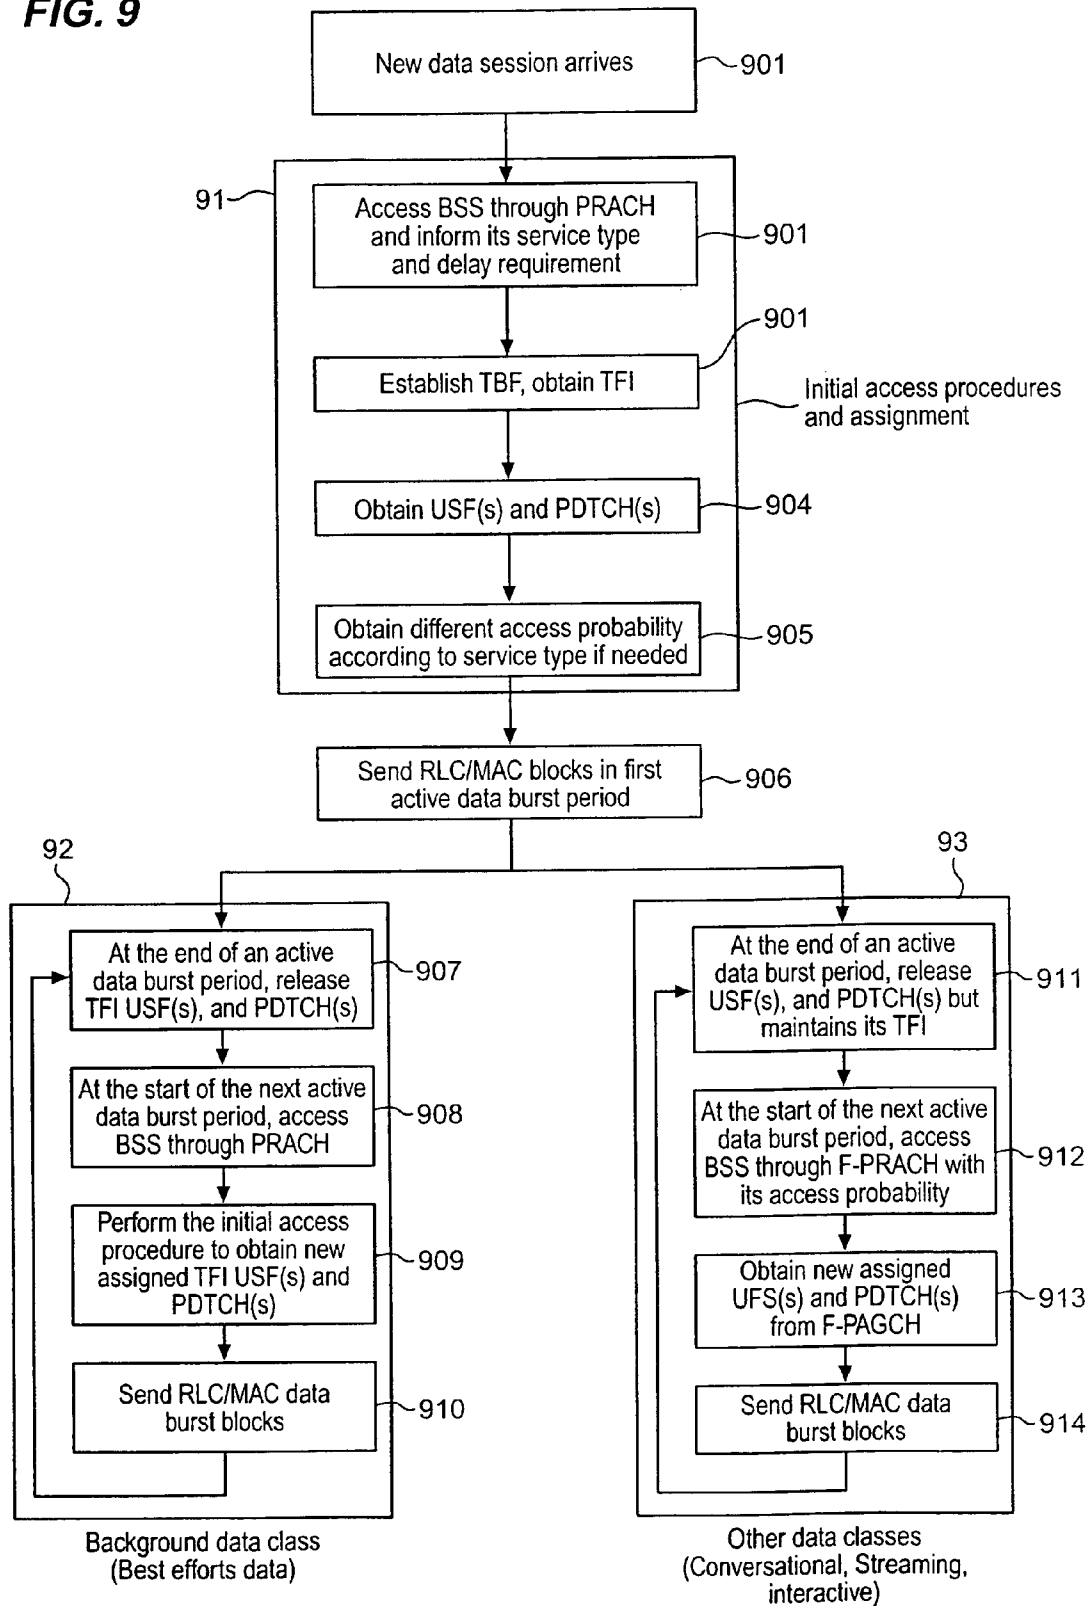 FIG. 9
New data session arrives
901
91
Access BSS through PRACH
and inform its service type
and delay requirement
901
901
Establish TBF, obtain TFI
Initial access procedures
and assignment
Obtain USF(s) and PDTCH(s)
904
Obtain different access probability
according to service type if needed
905
Send RLC/MAC blocks in first
active data burst period
906
92
At the end of an active
data burst period, release
TFI USF(s), and PDTCH(s)
907
At the start of the next active
data burst period, access
BSS through PRACH
908
Perform the initial access
procedure to obtain new
assigned TFI USF(s) and
PDTCH(s)
909
Send RLC/MAC data
burst blocks
910
Background data class
(Best efforts data)
93
At the end of an active
data burst period, release
USF(s), and PDTCH(s) but
maintains its TFI
911
At the start of the next active
data burst period, access
BSS through F-PRACH with
its access probability
912
Obtain new assigned
UFS(s) and PDTCH(s)
from F-PAGCH
913
Send RLC/MAC data
burst blocks
914
Other data classes
(Conversational, Streaming,
interactive)